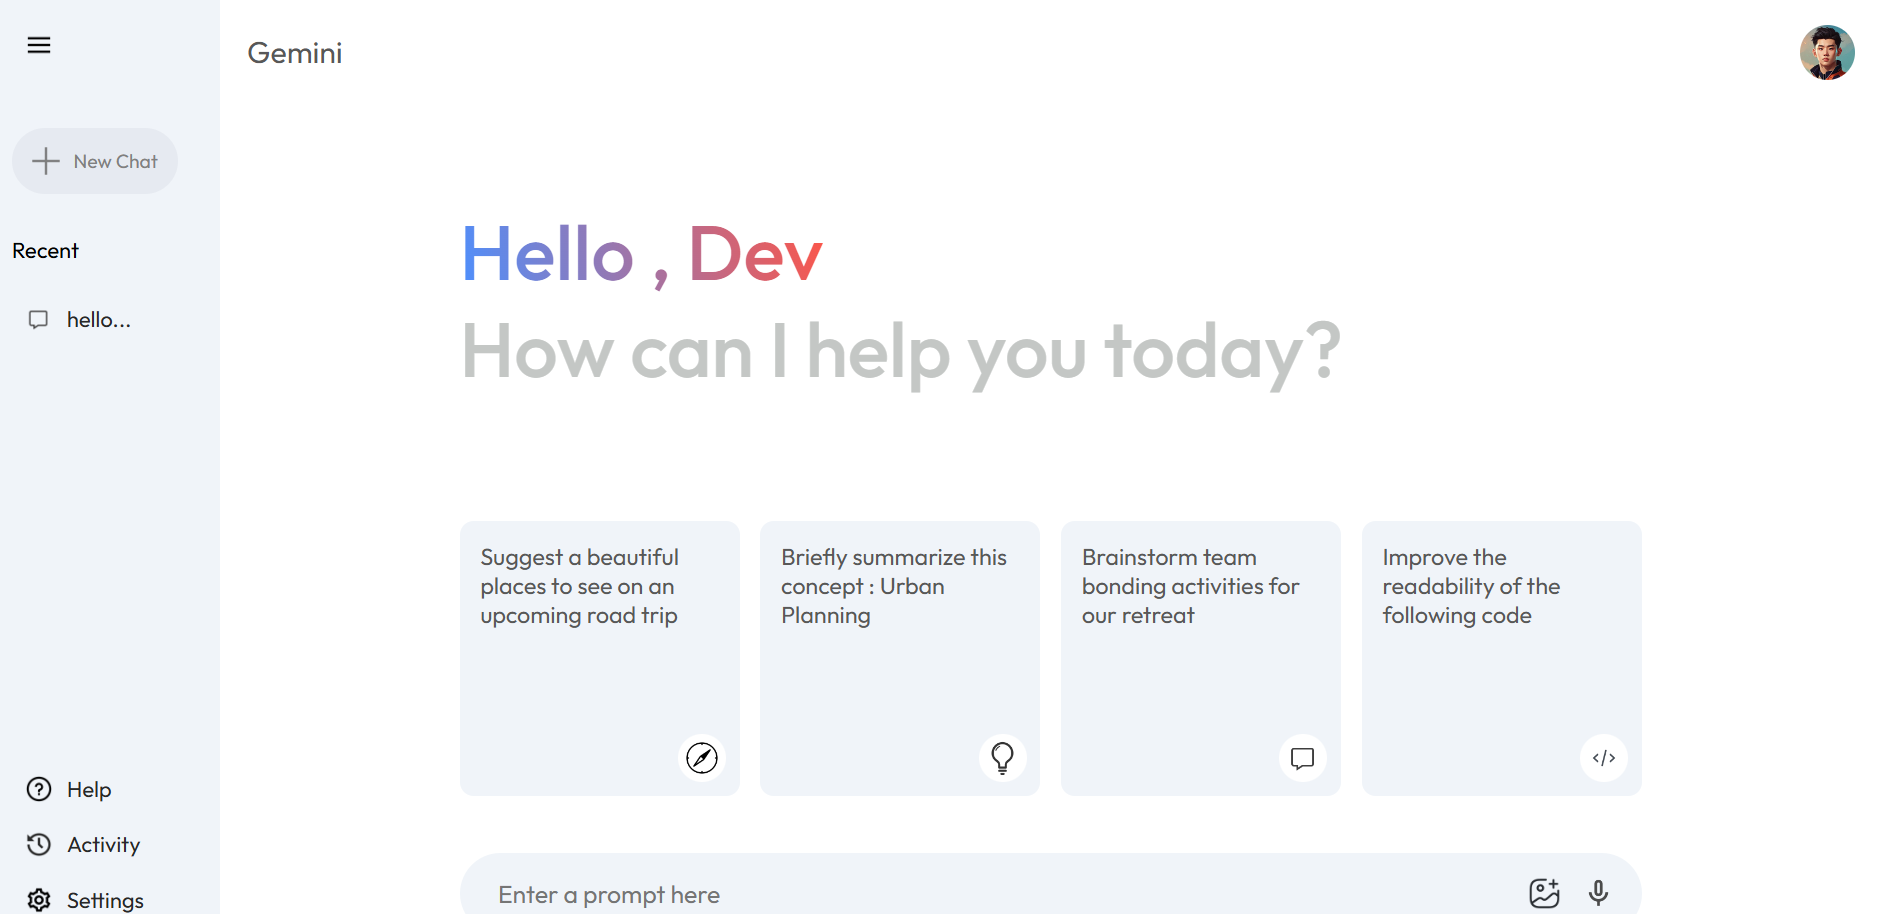 Gemini
New Chat
Recent
hello...
Help
Activity
Settings
Hello , Dev
How can I help you today?
Suggest a beautiful
places to see on an
upcoming road trip
Briefly summarize this
concept : Urban
Planning
Brainstorm team
bonding activities for
our retreat
Improve the
readability of the
following code
</>
Enter a prompt here